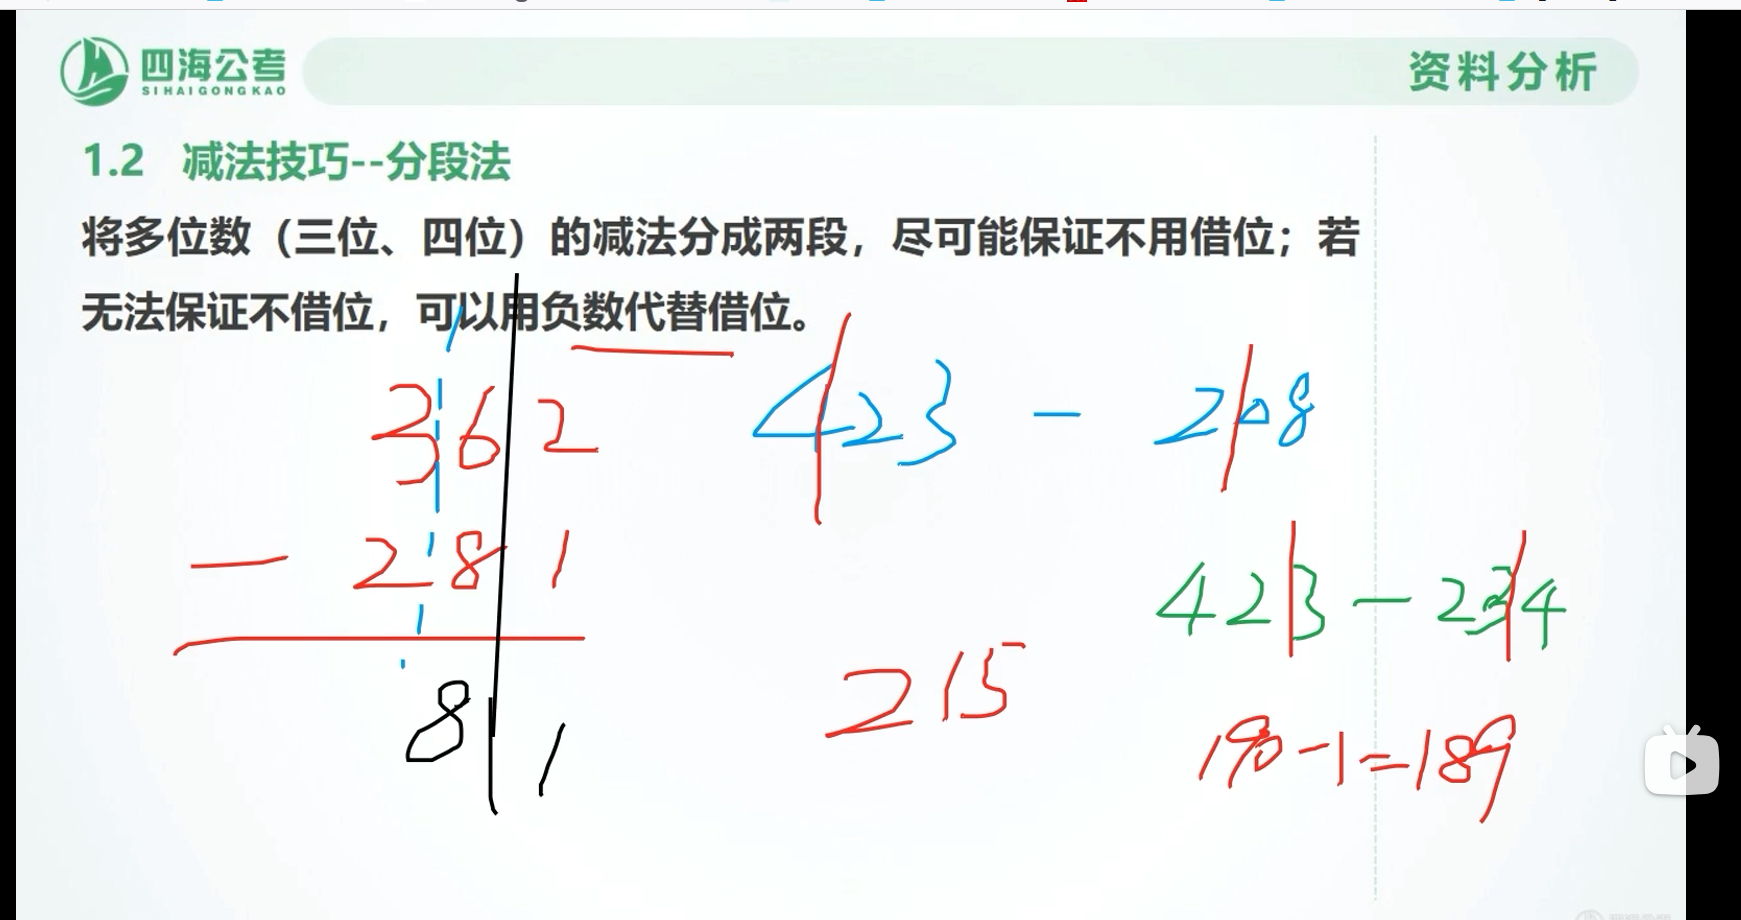 四海公考
SIHAIGONGKAO
资料分析
1.2 减法技巧--分段法
将多位数（三位、四位）的减法分成两段，尽可能保证不用借位；若
无法保证不借位，可以用负数代替借位。
362
423 - 208
- 281
423 - 234
81
215
190-1=189